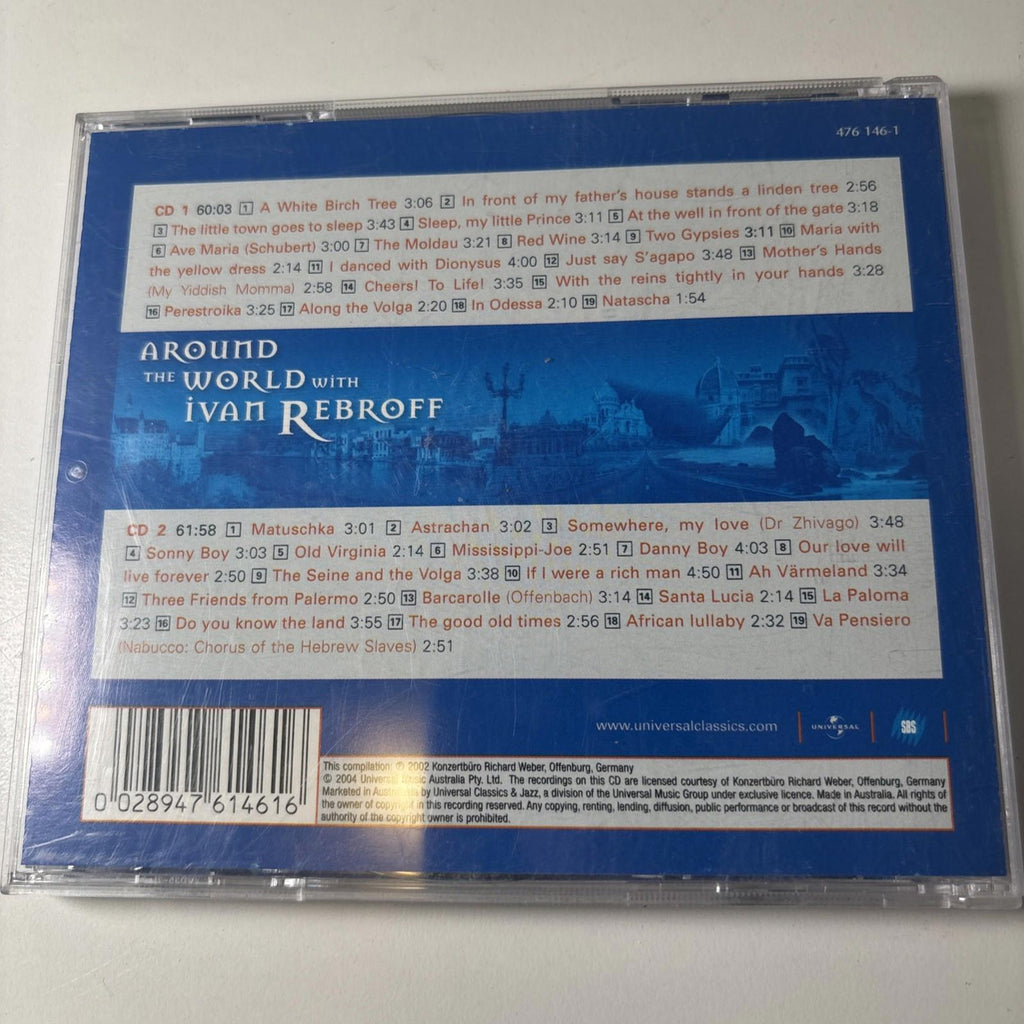 476 146-1
CD 1 60:03 1 A White Birch Tree 3:06 2 In front of my father's house stands a linden tree 2:56
3 The little town goes to sleep 3:43 4 Sleep, my little Prince 3:11 5 At the well in front of the gate 3:18
6 Ave Maria (Schubert) 3:00 7 The Moldau 3:21 8 Red Wine 3:14 9 Two Gypsies 3:11 10 Maria with
the yellow dress 2:14 11 I danced with Dionysus 4:00 12 Just say S'agapo 3:48 13 Mother's Hands
(My Yiddish Momma) 2:58 14 Cheers! To Life! 3:35 15 With the reins tightly in your hands 3:28
16 Perestroika 3:25 17 Along the Volga 2:20 18 In Odessa 2:10 19 Natascha 1:54
AROUND
THE WORLD WITH
IVAN REBROFF
CD 2 61:58 1 Matuschka 3:01 2 Astrachan 3:02 3 Somewhere, my love (Dr Zhivago) 3:48
4 Sonny Boy 3:03 5 Old Virginia 2:14 6 Mississippi-Joe 2:51 7 Danny Boy 4:03 8 Our love will
live forever 2:50 9 The Seine and the Volga 3:38 10 If I were a rich man 4:50 11 Ah Värmeland 3:34
12 Three Friends from Palermo 2:50 13 Barcarolle (Offenbach) 3:14 14 Santa Lucia 2:14 15 La Paloma
3:23 16 Do you know the land 3:55 17 The good old times 2:56 18 African lullaby 2:32 19 Va Pensiero
(Nabucco: Chorus of the Hebrew Slaves) 2:51
www.universalclassics.com UNIVERSAL SBS
0 028947 614616
This compilation: ℗ 2002 Konzertbüro Richard Weber, Offenburg, Germany
© 2004 Universal Music Australia Pty. Ltd. The recordings on this CD are licensed courtesy of Konzertbüro Richard Weber, Offenburg, Germany
Marketed in Australia by Universal Classics & Jazz, a division of the Universal Music Group under exclusive licence. Made in Australia. All rights of
the owner of copyright in this recording reserved. Any copying, renting, lending, diffusion, public performance or broadcast of this record without the
authority of the copyright owner is prohibited.